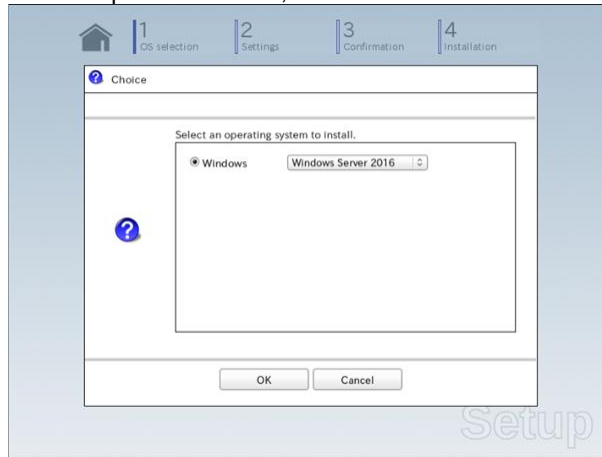 1
OS selection
2
Settings
3
Confirmation
4
Installation
Choice
Select an operating system to install.
Windows
Windows Server 2016
OK
Cancel
Setup